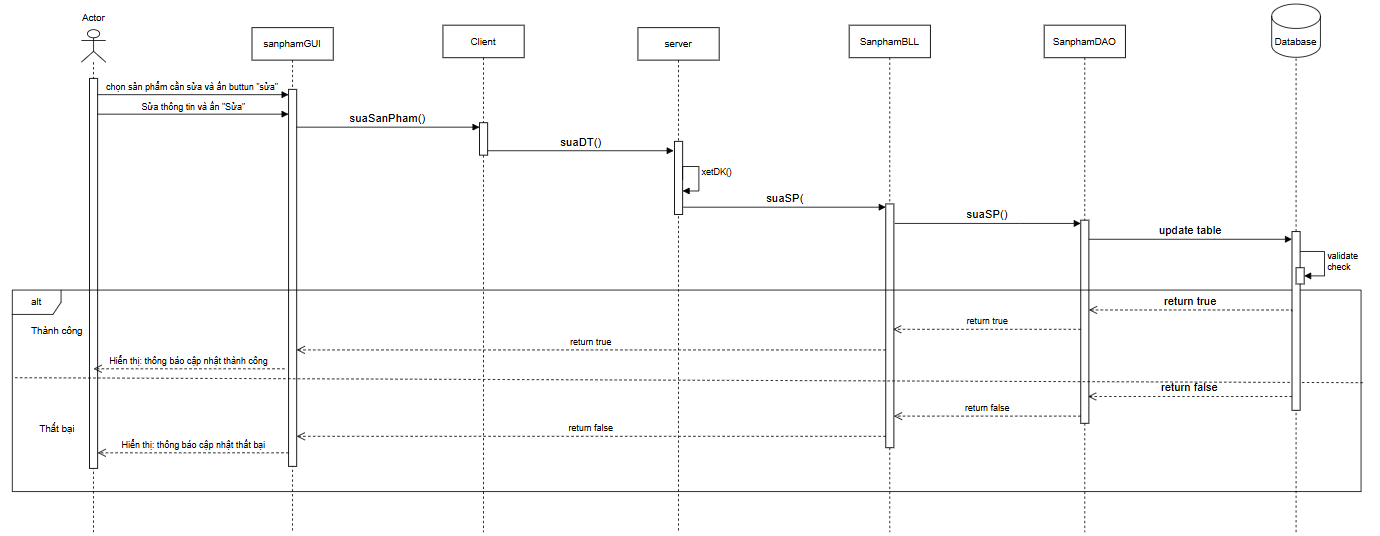 Actor
sanphamGUI
Client
server
SanphamBLL
SanphamDAO
Database
chọn sản phẩm cần sửa và ấn buttun "sửa"
Sửa thông tin và ấn "Sửa"
suaSanPham()
suaDT()
xetDK()
suaSP(
suaSP()
update table
validate
check
alt
Thành công
return true
return true
return true
Hiển thị: thông báo cập nhật thành công
return false
return false
return false
Thất bại
Hiển thị: thông báo cập nhật thất bại